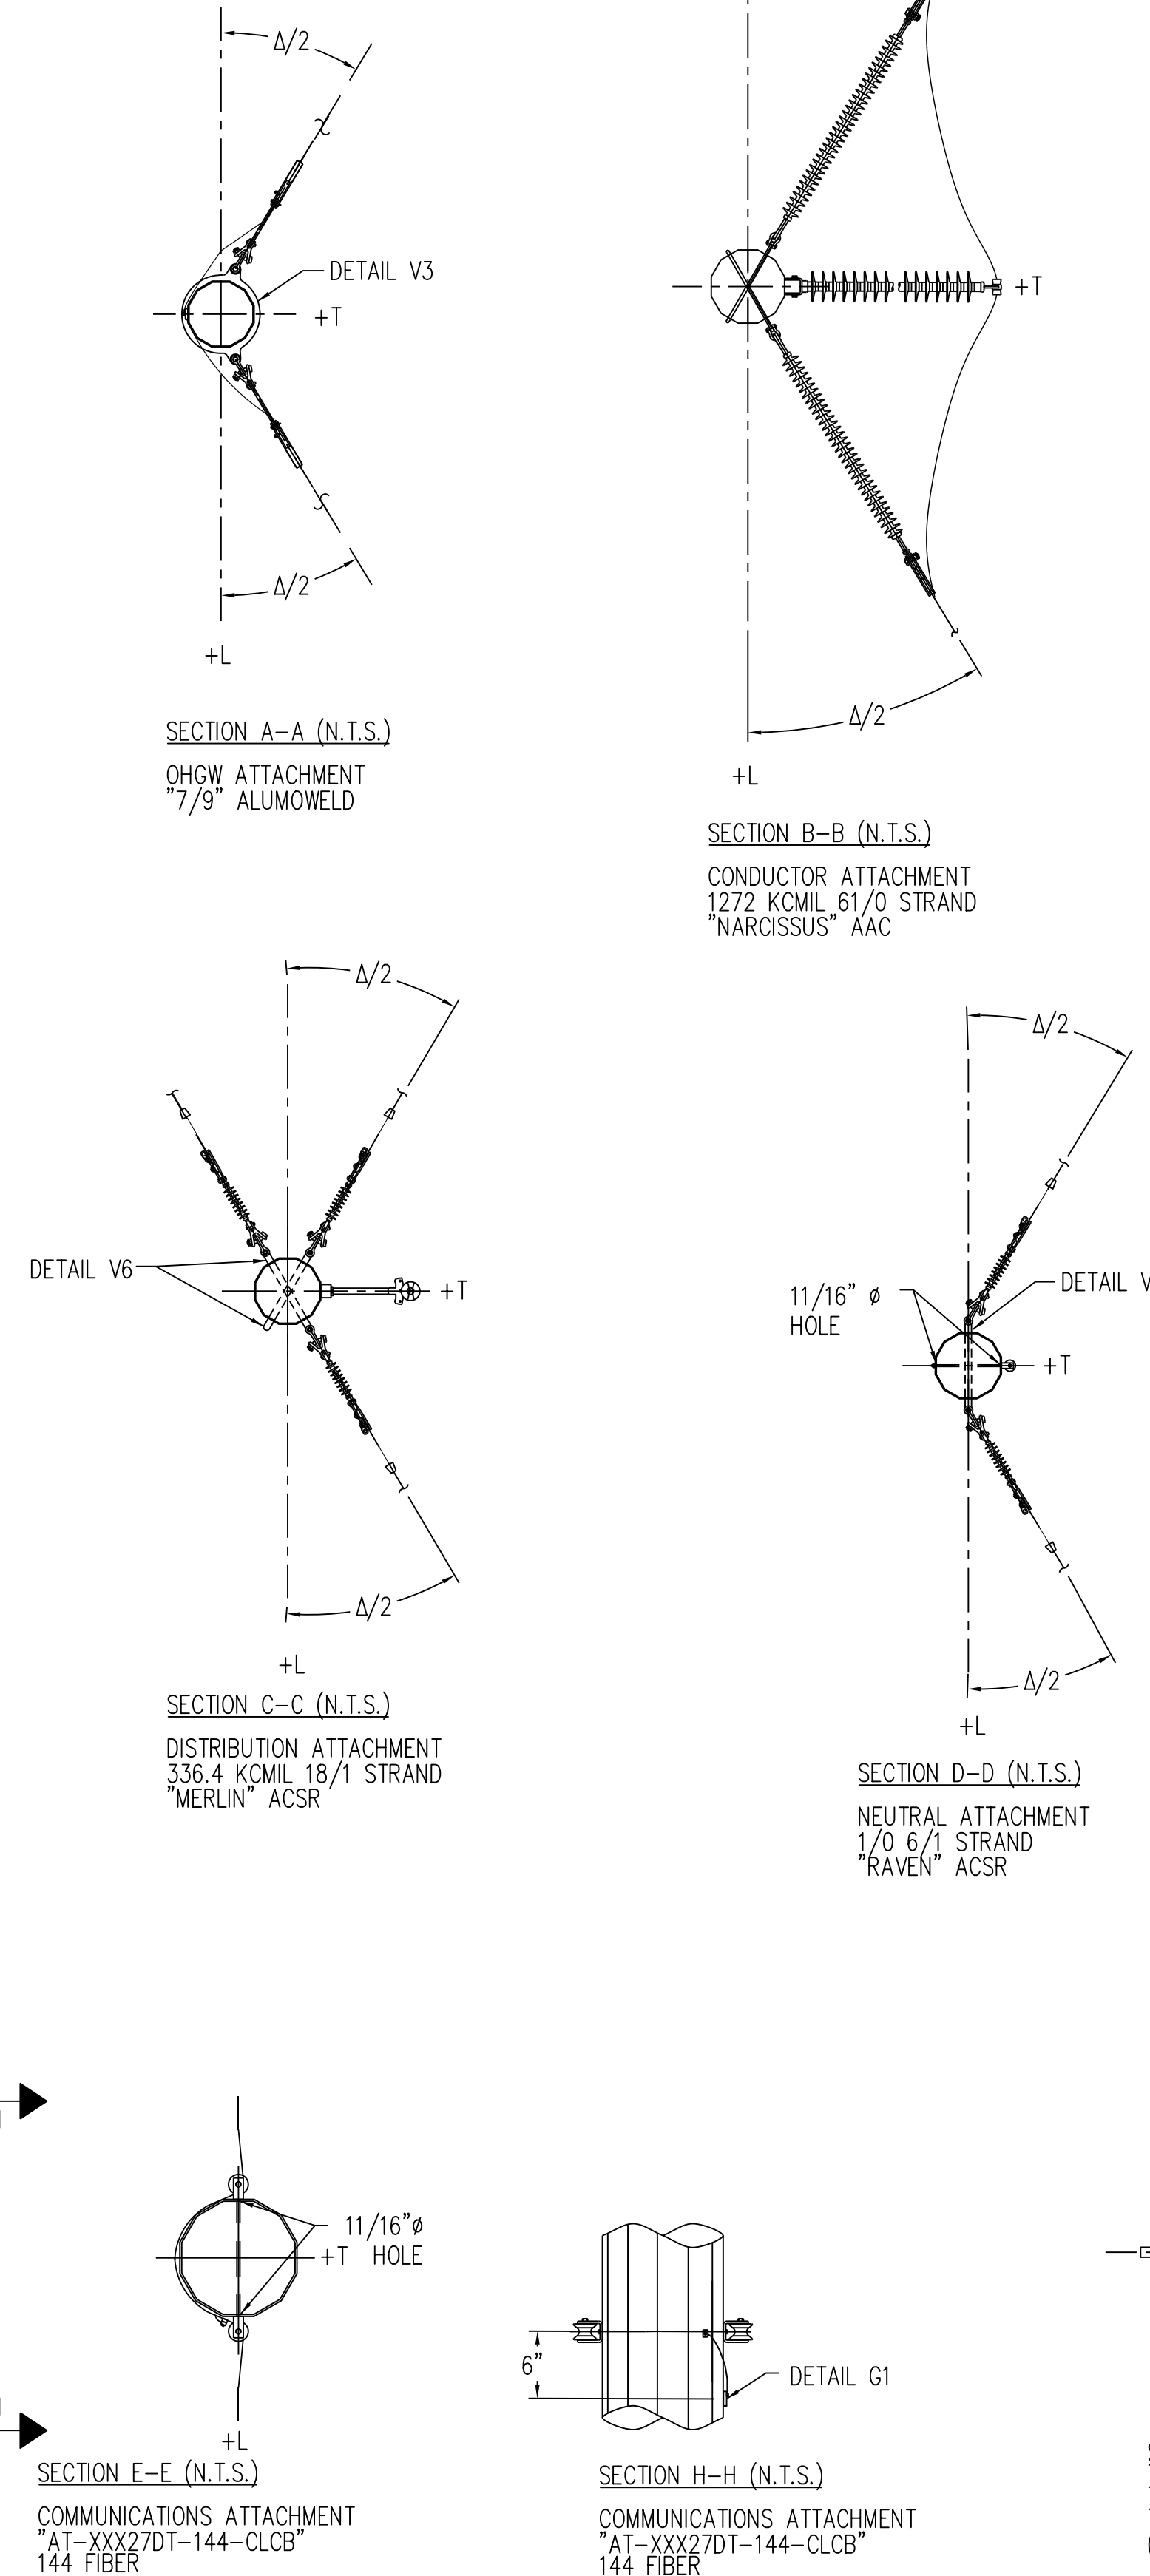 Δ/2
DETAIL V3
+T
+T
Δ/2
+L
Δ/2
+L
SECTION A-A (N.T.S.)
OHGW ATTACHMENT
"7/9" ALUMOWELD
SECTION B-B (N.T.S.)
CONDUCTOR ATTACHMENT
1272 KCMIL 61/0 STRAND
"NARCISSUS" AAC
Δ/2
DETAIL V6
+T
Δ/2
+L
SECTION C-C (N.T.S.)
DISTRIBUTION ATTACHMENT
336.4 KCMIL 18/1 STRAND
"MERLIN" ACSR
Δ/2
DETAIL
11/16" ø
HOLE
+T
Δ/2
+L
SECTION D-D (N.T.S.)
NEUTRAL ATTACHMENT
1/0 6/1 STRAND
"RAVEN" ACSR
11/16"ø
+T HOLE
+L
SECTION E-E (N.T.S.)
COMMUNICATIONS ATTACHMENT
"AT-XXX27DT-144-CLCB"
144 FIBER
6"
DETAIL G1
SECTION H-H (N.T.S.)
COMMUNICATIONS ATTACHMENT
"AT-XXX27DT-144-CLCB"
144 FIBER